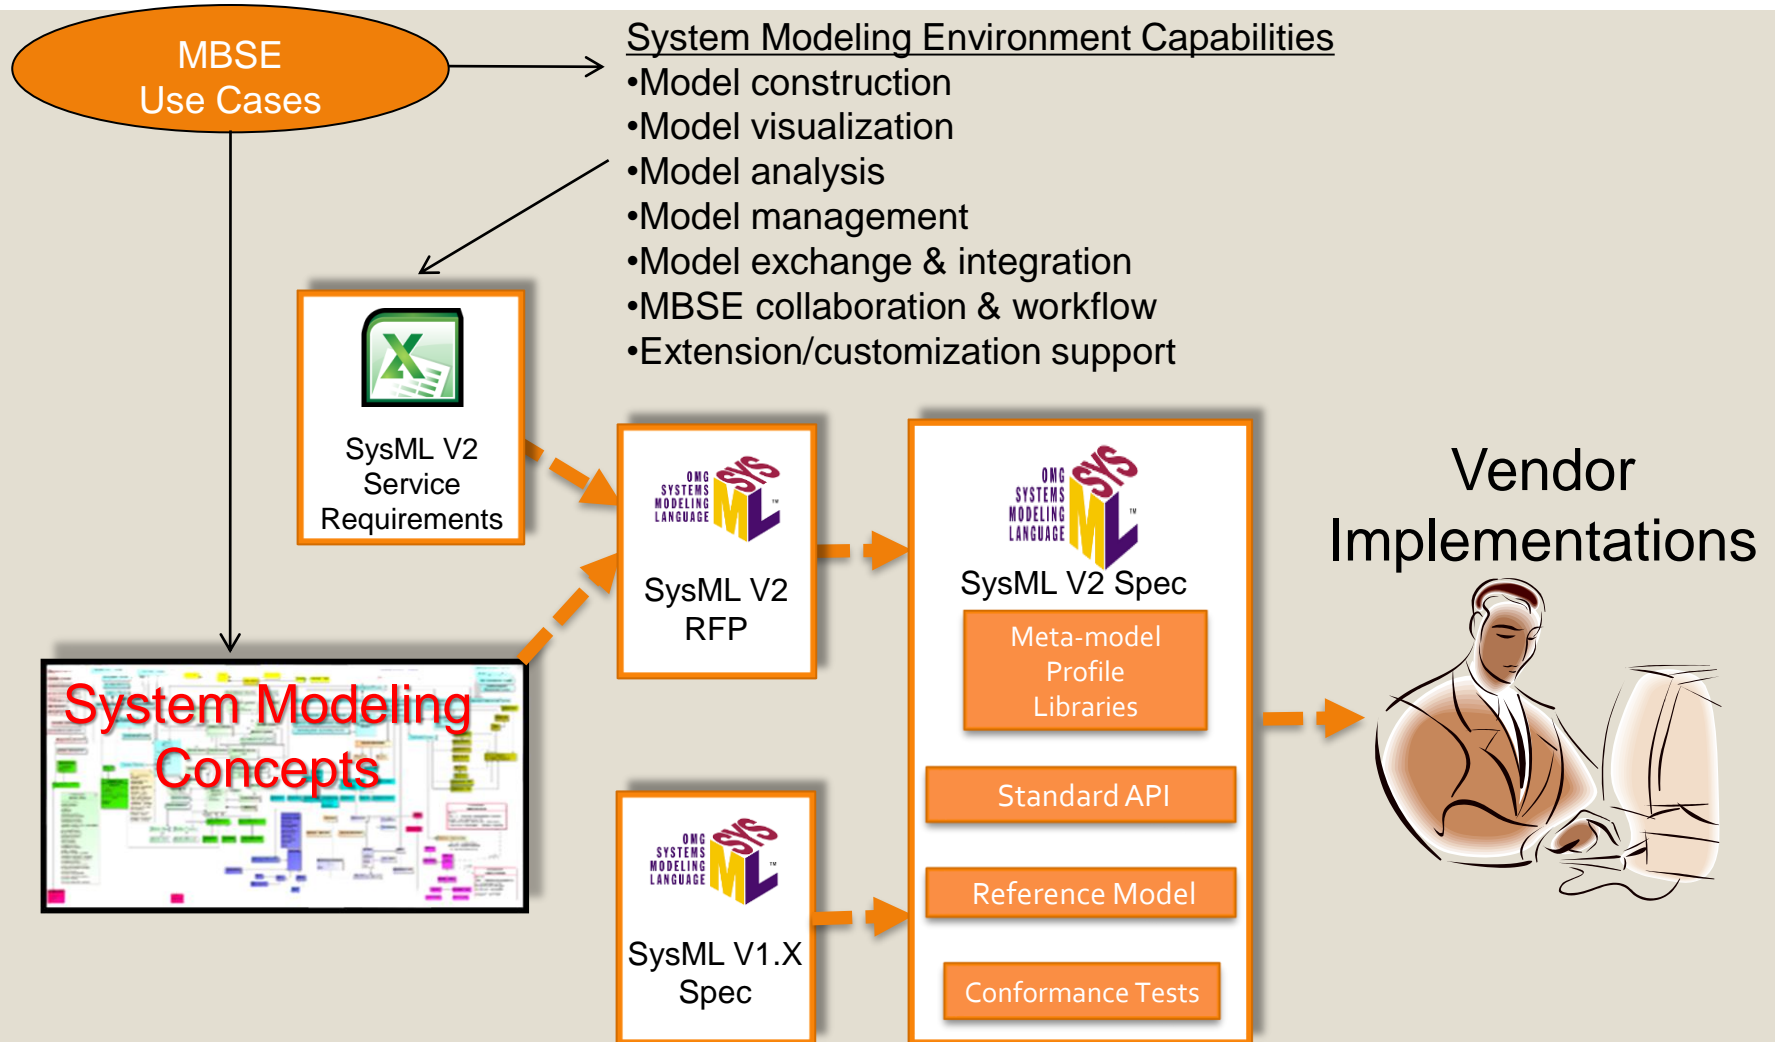 MBSE
Use Cases
System Modeling Environment Capabilities
•Model construction
•Model visualization
•Model analysis
•Model management
•Model exchange & integration
•MBSE collaboration & workflow
•Extension/customization support
X
SysML V2
Service
Requirements
OMG
SYSTEMS
MODELING
LANGUAGE
SYS
ML
TM
SysML V2
RFP
OMG
SYSTEMS
MODELING
LANGUAGE
SYS
ML
TM
SysML V2 Spec
Meta-model
Profile
Libraries
Standard API
Reference Model
Conformance Tests
Vendor
Implementations
System Modeling
Concepts
OMG
SYSTEMS
MODELING
LANGUAGE
SYS
ML
TM
SysML V1.X
Spec